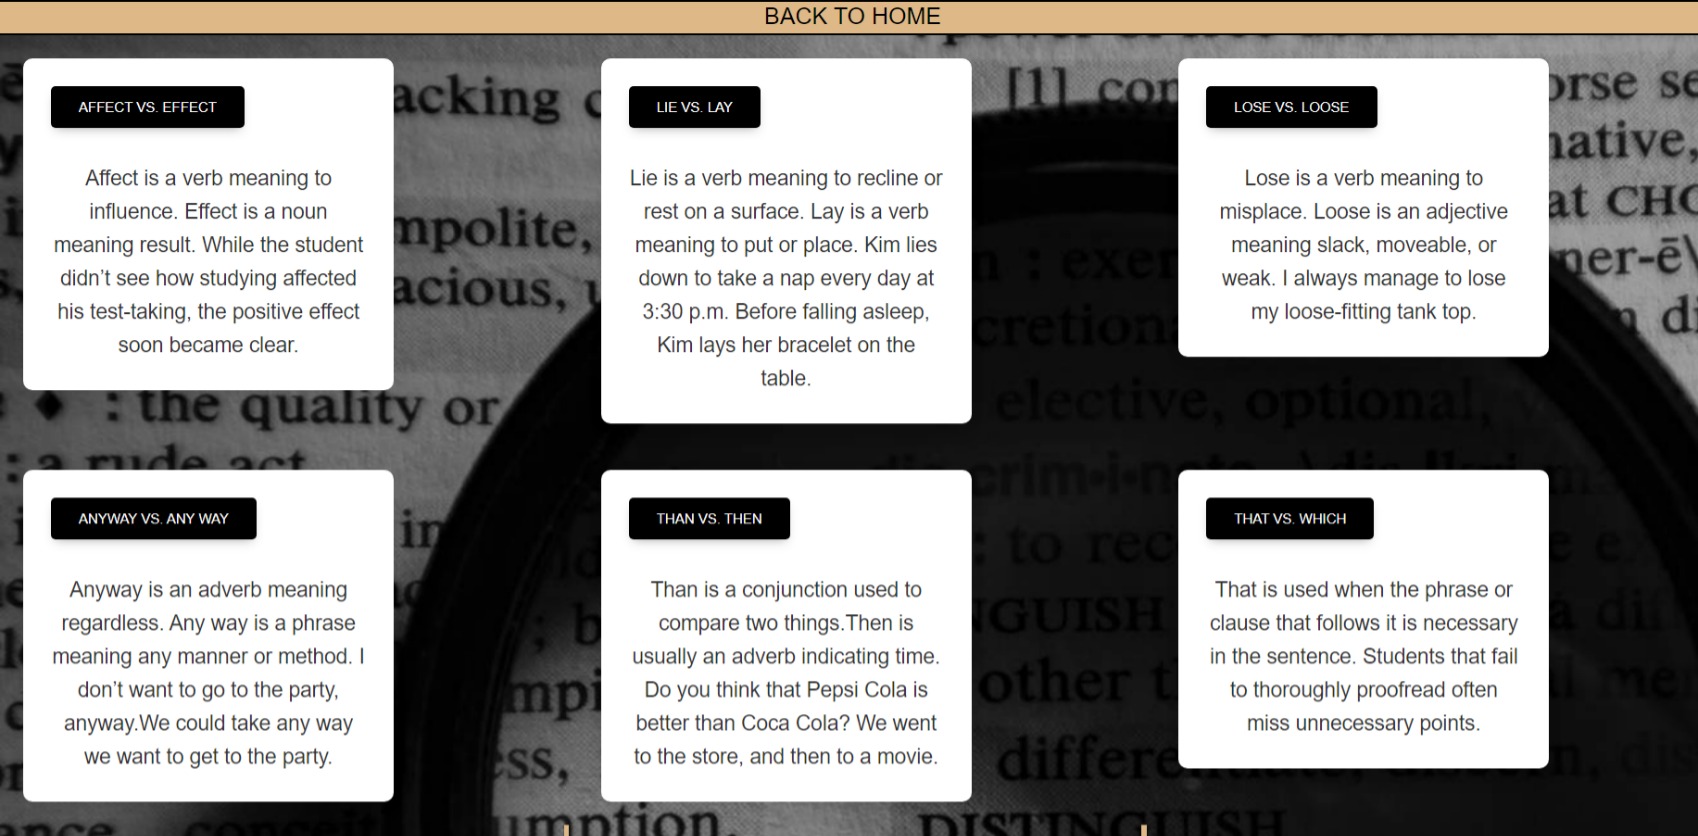 BACK TO HOME
AFFECT VS. EFFECT
Affect is a verb meaning to
influence. Effect is a noun
meaning result. While the student
didn’t see how studying affected
his test-taking, the positive effect
soon became clear.
LIE VS. LAY
Lie is a verb meaning to recline or
rest on a surface. Lay is a verb
meaning to put or place. Kim lies
down to take a nap every day at
3:30 p.m. Before falling asleep,
Kim lays her bracelet on the
table.
LOSE VS. LOOSE
Lose is a verb meaning to
misplace. Loose is an adjective
meaning slack, moveable, or
weak. I always manage to lose
my loose-fitting tank top.
ANYWAY VS. ANY WAY
Anyway is an adverb meaning
regardless. Any way is a phrase
meaning any manner or method. I
don’t want to go to the party,
anyway.We could take any way
we want to get to the party.
THAN VS. THEN
Than is a conjunction used to
compare two things.Then is
usually an adverb indicating time.
Do you think that Pepsi Cola is
better than Coca Cola? We went
to the store, and then to a movie.
THAT VS. WHICH
That is used when the phrase or
clause that follows it is necessary
in the sentence. Students that fail
to thoroughly proofread often
miss unnecessary points.
[1]
: the quality or
: a rude act
elective, optional,
: to
other
DISTINGUISH